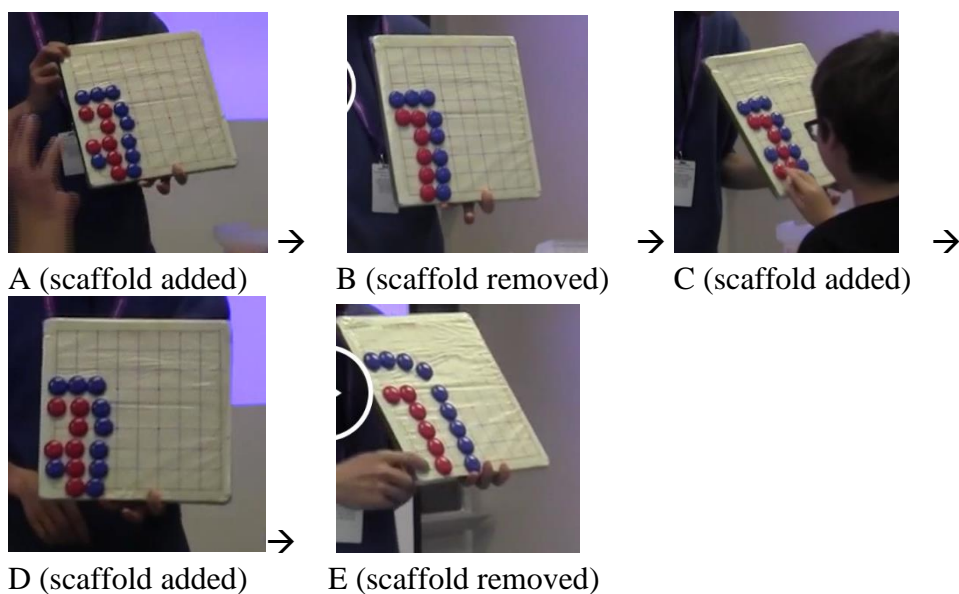 → → →
A (scaffold added) B (scaffold removed) C (scaffold added)
→
D (scaffold added) E (scaffold removed)